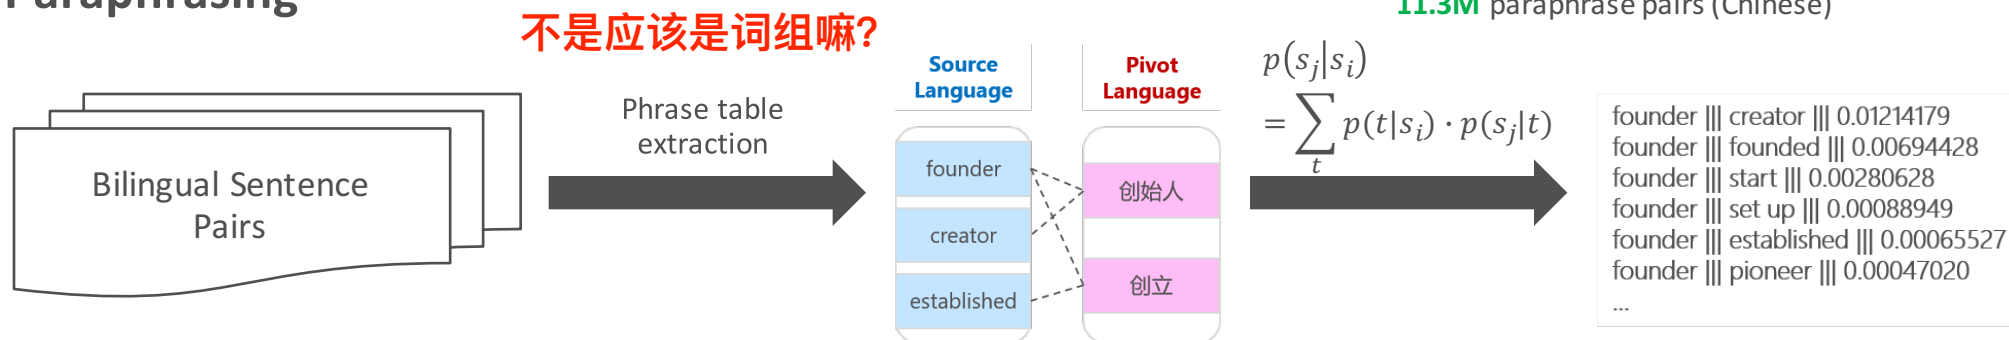 Paraphrasing
不是应该是词组嘛?
11.3M paraphrase pairs (Chinese)
Bilingual Sentence
Pairs
Phrase table
extraction
Source
Language
founder
creator
established
Pivot
Language
创始人
创立
p(s_j|s_i)
= ∑_t p(t|s_i) · p(s_j|t)
founder ||| creator ||| 0.01214179
founder ||| founded ||| 0.00694428
founder ||| start ||| 0.00280628
founder ||| set up ||| 0.00088949
founder ||| established ||| 0.00065527
founder ||| pioneer ||| 0.00047020
...